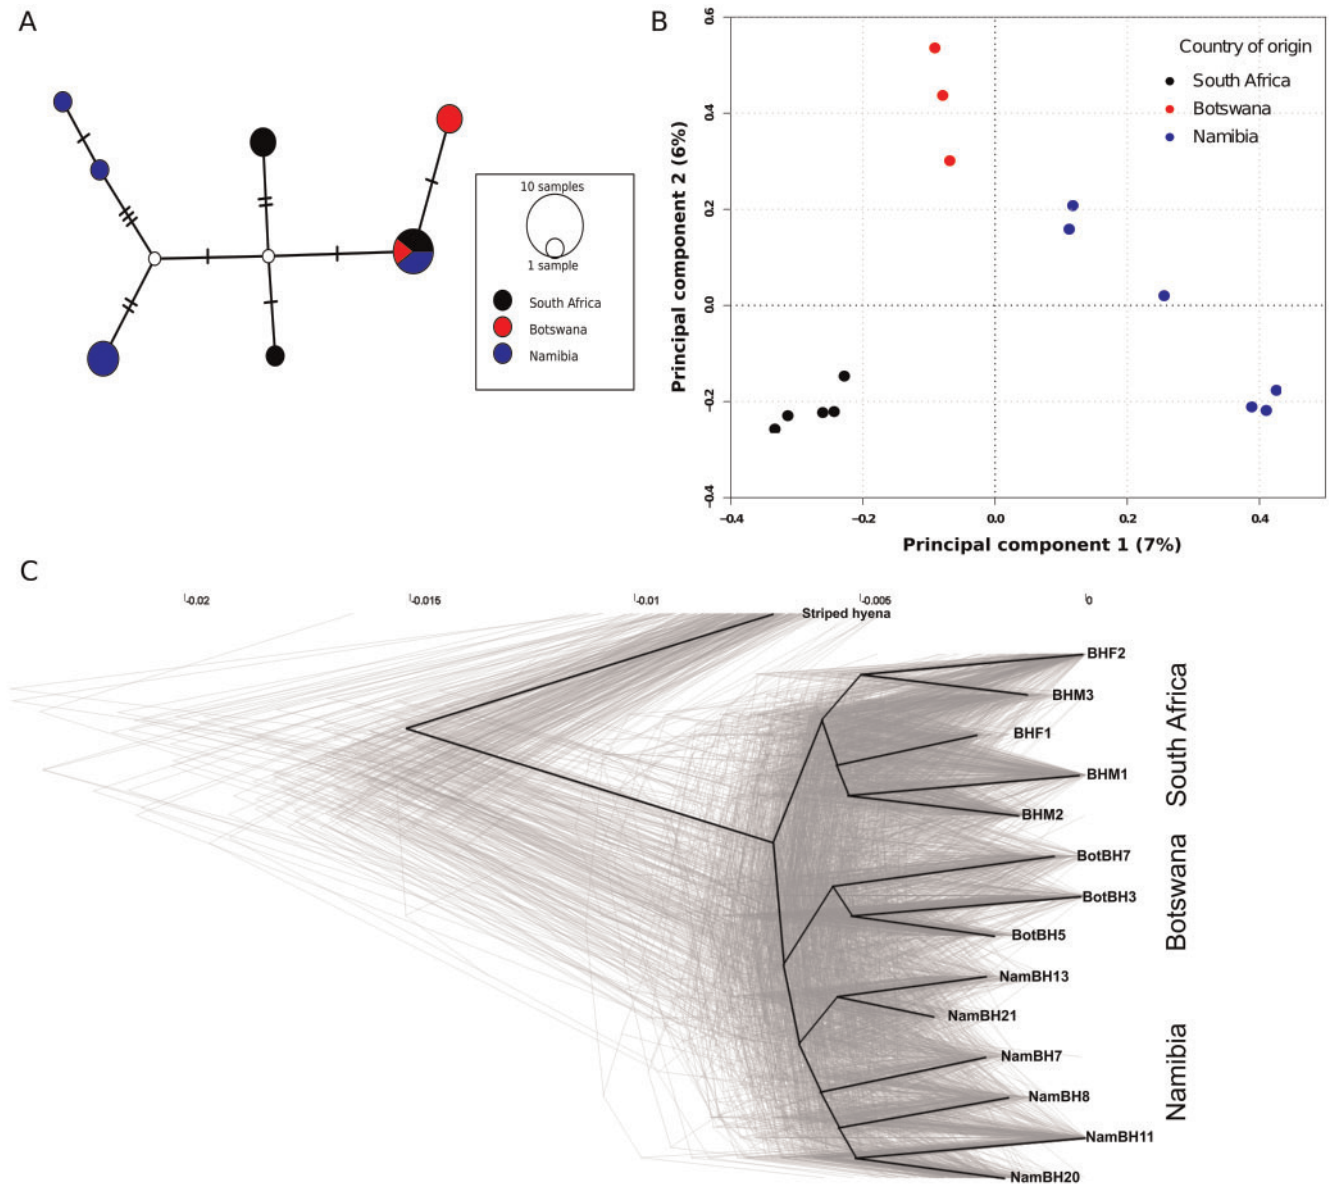 A
10 samples
1 sample
South Africa
Botswana
Namibia
B
Country of origin
South Africa
Botswana
Namibia
Principal component 2 (6%)
0.6
0.4
0.2
0.0
−0.2
−0.4
−0.4
−0.2
0.0
0.2
0.4
Principal component 1 (7%)
C
-0.02
-0.015
-0.01
-0.005
0
Striped hyena
BHF2
BHM3
BHF1
BHM1
BHM2
South Africa
BotBH7
BotBH3
BotBH5
Botswana
NamBH13
NamBH21
NamBH7
NamBH8
NamBH11
NamBH20
Namibia